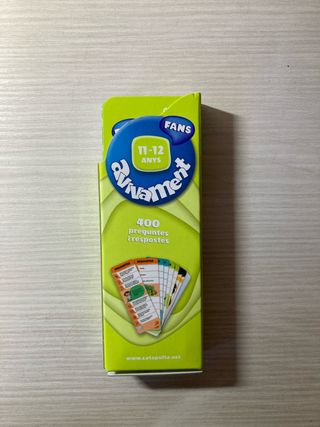 FANS
11-12
ANYS
avivament
400
preguntes
i respostes
www.catapulta.net